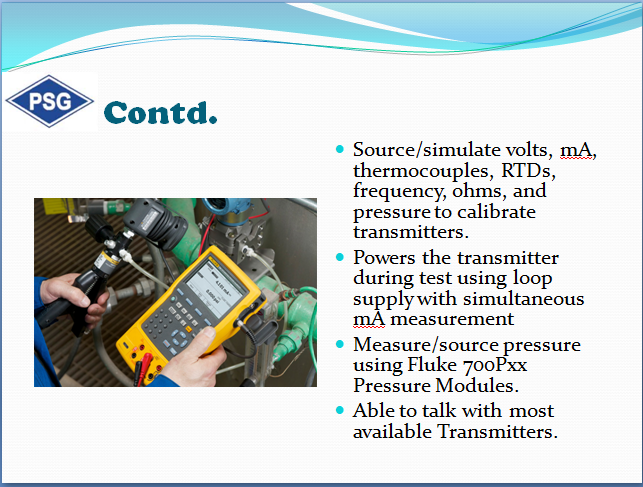 PSG
Contd.
Source/simulate volts, mA,
thermocouples, RTDs,
frequency, ohms, and
pressure to calibrate
transmitters.
Powers the transmitter
during test using loop
supply with simultaneous
mA measurement
Measure/source pressure
using Fluke 700Pxx
Pressure Modules.
Able to talk with most
available Transmitters.